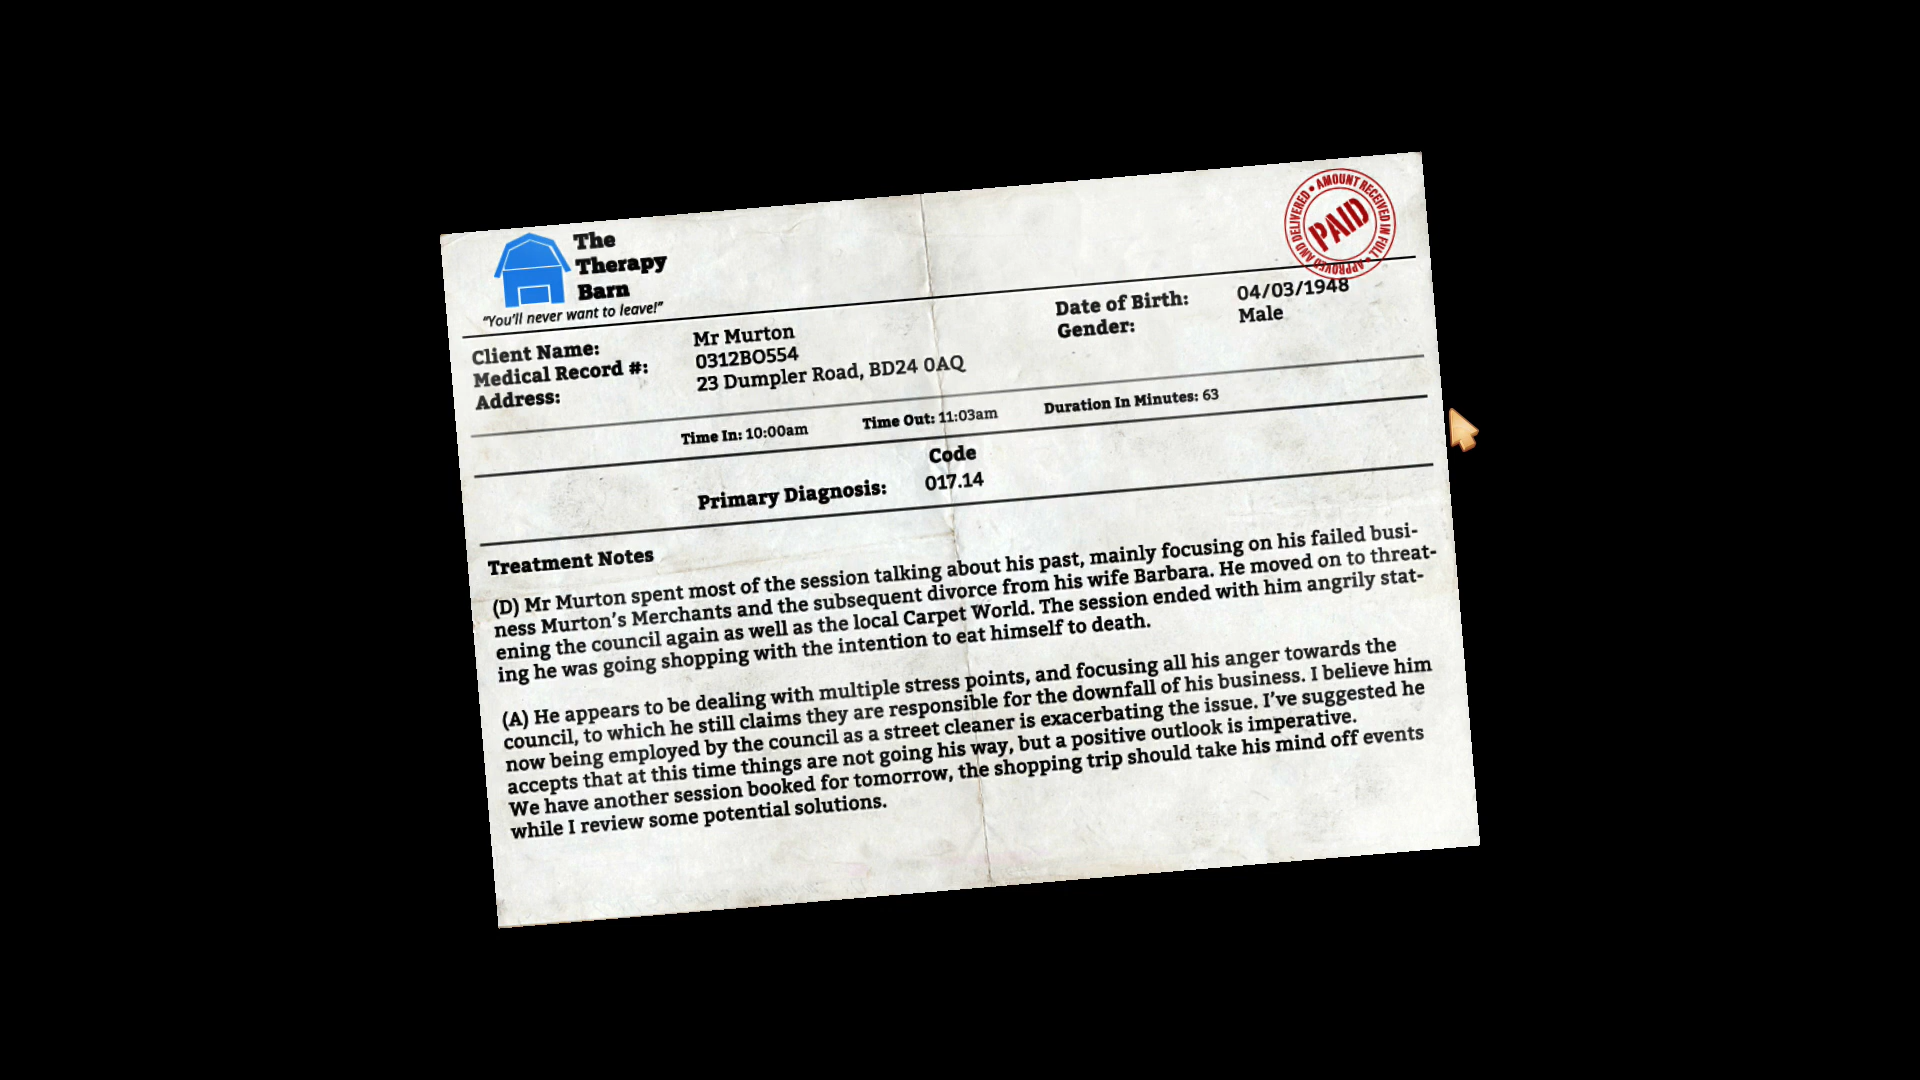 The
Therapy
Barn
"You'll never want to leave!"
AMOUNT RECEIVED IN FULL • APPROVED AND DELIVERED •
PAID
Client Name: Mr Murton
Medical Record #: 0312BO554
Address: 23 Dumpler Road, BD24 0AQ
Date of Birth: 04/03/1948
Gender: Male
Time In: 10:00am Time Out: 11:03am Duration In Minutes: 63
Code
Primary Diagnosis: 017.14
Treatment Notes
(D) Mr Murton spent most of the session talking about his past, mainly focusing on his failed busi-
ness Murton's Merchants and the subsequent divorce from his wife Barbara. He moved on to threat-
ening the council again as well as the local Carpet World. The session ended with him angrily stat-
ing he was going shopping with the intention to eat himself to death.
(A) He appears to be dealing with multiple stress points, and focusing all his anger towards the
council, to which he still claims they are responsible for the downfall of his business. I believe him
now being employed by the council as a street cleaner is exacerbating the issue. I've suggested he
accepts that at this time things are not going his way, but a positive outlook is imperative.
We have another session booked for tomorrow, the shopping trip should take his mind off events
while I review some potential solutions.